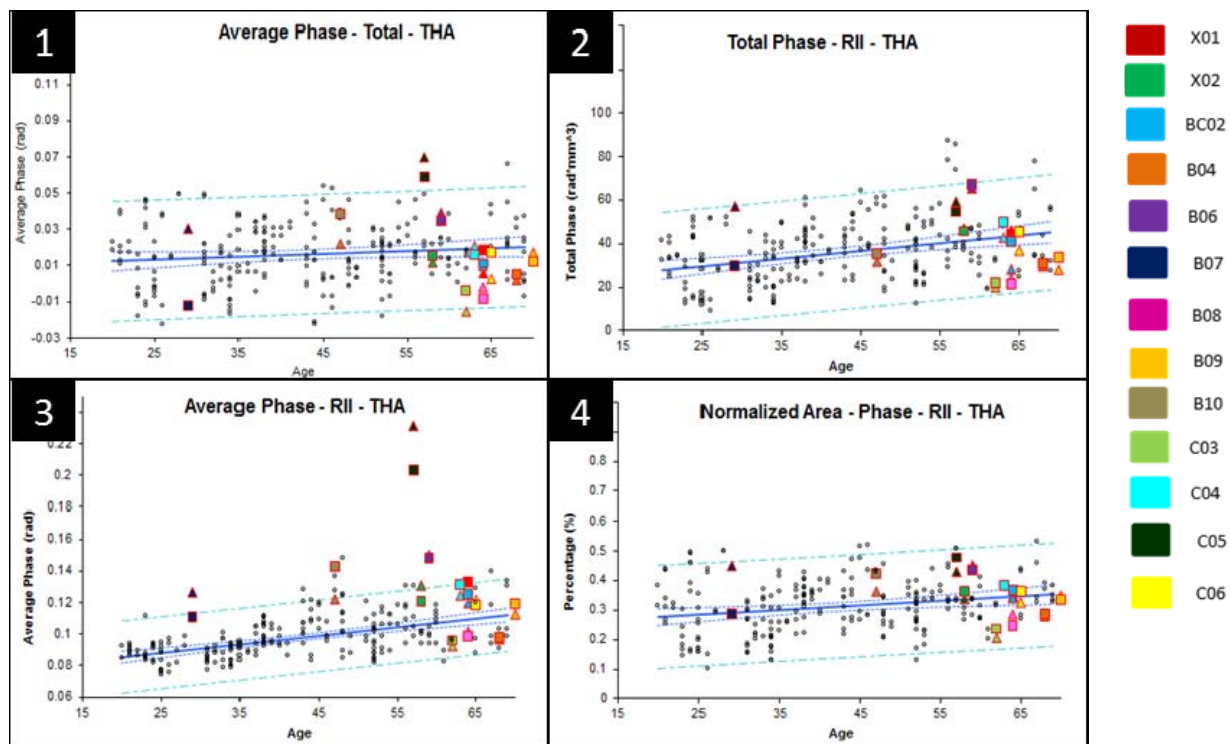 1
Average Phase - Total - THA
Average Phase (rad)
0.11
0.09
0.07
0.05
0.03
0.01
-0.01
-0.03
15
25
35
45
55
65
Age
2
Total Phase - RII - THA
Total Phase (rad*mm^3)
100
80
60
40
20
0
15
25
35
45
55
65
Age
3
Average Phase - RII - THA
Average Phase (rad)
0.22
0.2
0.18
0.16
0.14
0.12
0.1
0.08
0.06
15
25
35
45
55
65
Age
4
Normalized Area - Phase - RII - THA
Percentage (%)
0.9
0.8
0.7
0.6
0.5
0.4
0.3
0.2
0.1
0
15
25
35
45
55
65
Age
X01
X02
BC02
B04
B06
B07
B08
B09
B10
C03
C04
C05
C06